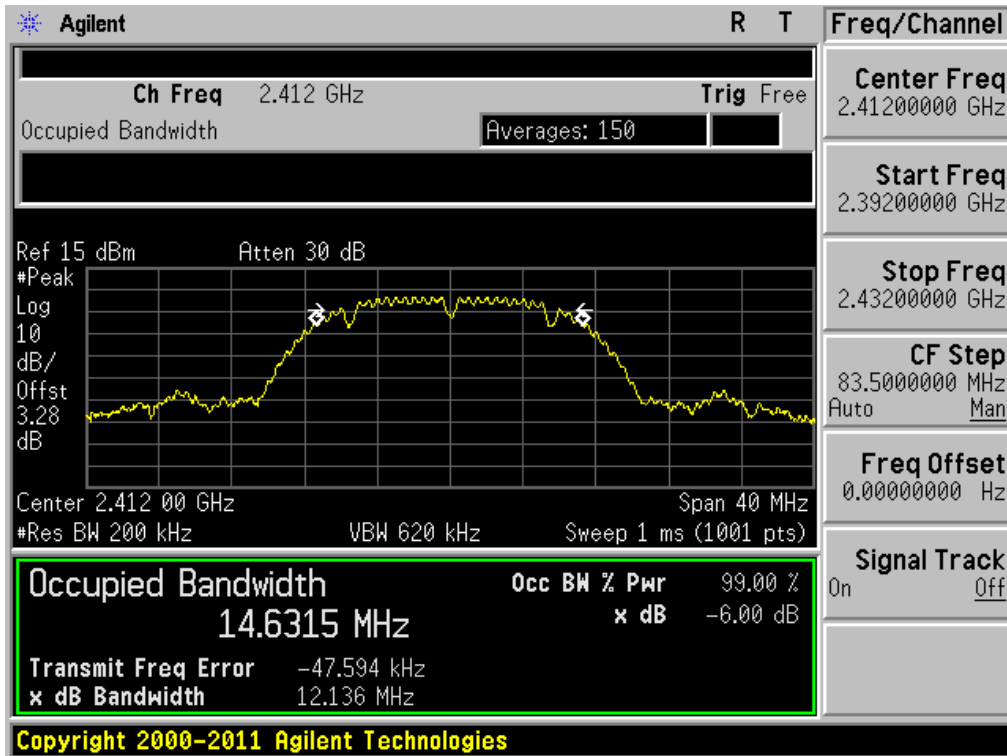 Agilent R T
Freq/Channel
Ch Freq 2.412 GHz Trig Free
Occupied Bandwidth Averages: 150
Ref 15 dBm Atten 30 dB
#Peak
Log
10
dB/
Offst
3.28
dB
Center 2.412 00 GHz Span 40 MHz
#Res BW 200 kHz VBW 620 kHz Sweep 1 ms (1001 pts)
Occupied Bandwidth Occ BW % Pwr 99.00 %
14.6315 MHz x dB -6.00 dB
Transmit Freq Error -47.594 kHz
x dB Bandwidth 12.136 MHz
Center Freq
2.41200000 GHz
Start Freq
2.39200000 GHz
Stop Freq
2.43200000 GHz
CF Step
83.5000000 MHz
Auto Man
Freq Offset
0.00000000 Hz
Signal Track
On Off
Copyright 2000-2011 Agilent Technologies